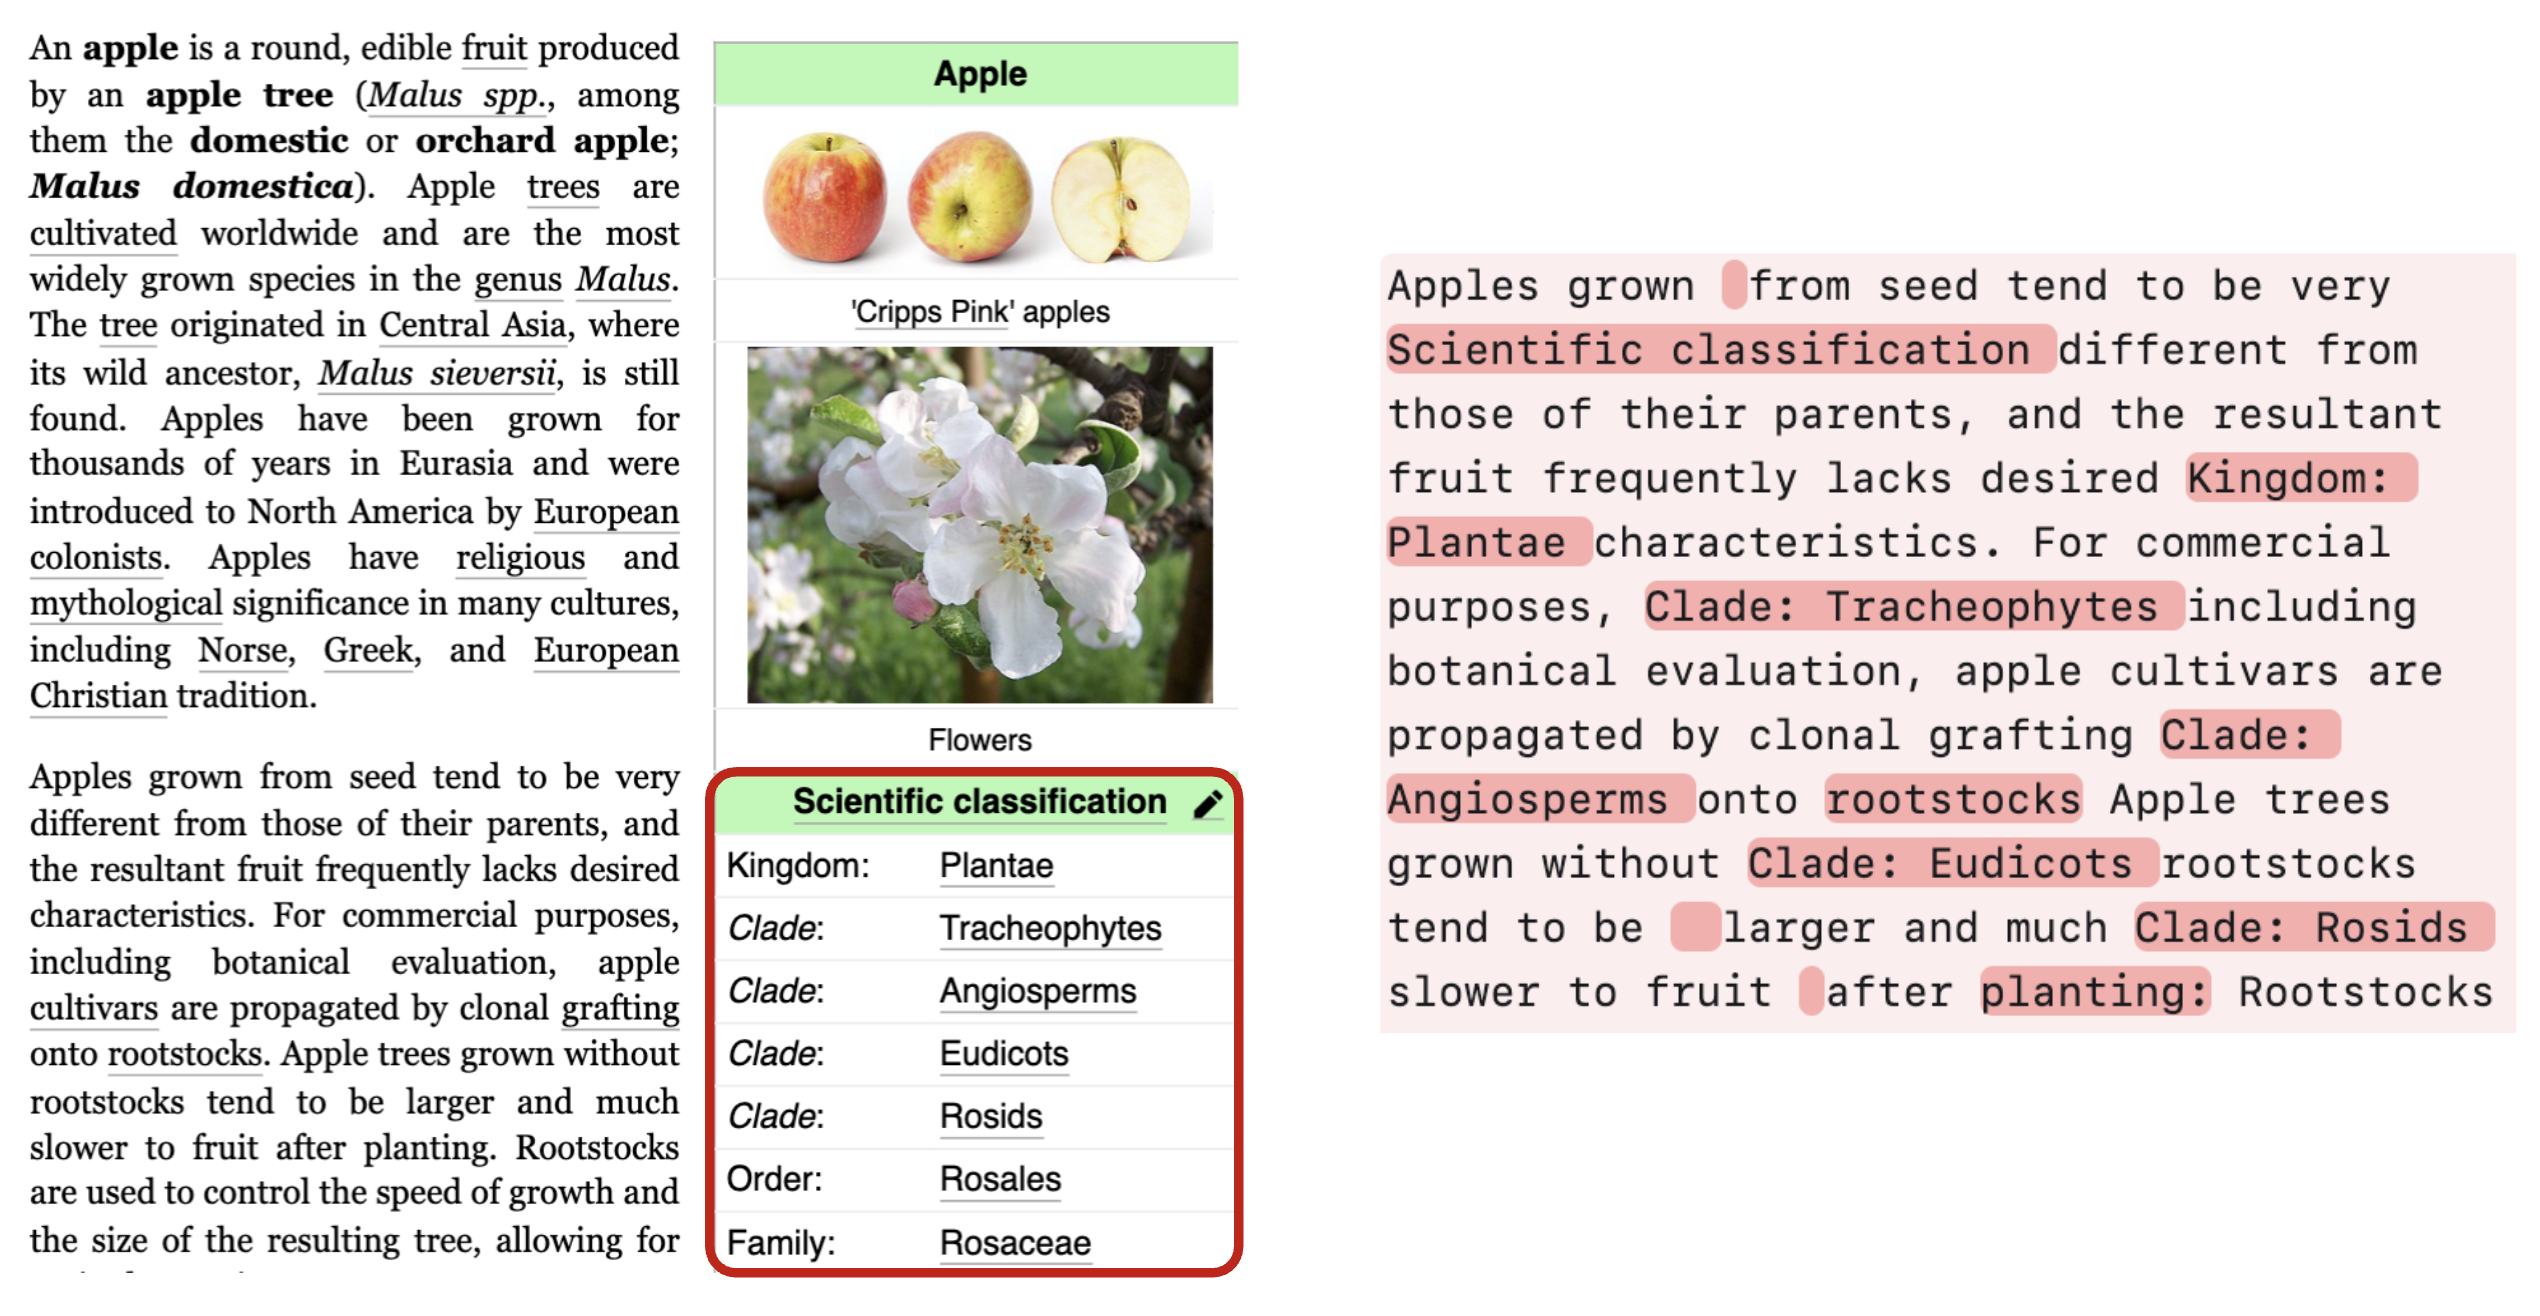 An apple is a round, edible fruit produced
by an apple tree (Malus spp., among
them the domestic or orchard apple;
Malus domestica). Apple trees are
cultivated worldwide and are the most
widely grown species in the genus Malus.
The tree originated in Central Asia, where
its wild ancestor, Malus sieversii, is still
found. Apples have been grown for
thousands of years in Eurasia and were
introduced to North America by European
colonists. Apples have religious and
mythological significance in many cultures,
including Norse, Greek, and European
Christian tradition.
Apples grown from seed tend to be very
different from those of their parents, and
the resultant fruit frequently lacks desired
characteristics. For commercial purposes,
including botanical evaluation, apple
cultivars are propagated by clonal grafting
onto rootstocks. Apple trees grown without
rootstocks tend to be larger and much
slower to fruit after planting. Rootstocks
are used to control the speed of growth and
the size of the resulting tree, allowing for
Apple
'Cripps Pink' apples
Flowers
Scientific classification
Kingdom: Plantae
Clade: Tracheophytes
Clade: Angiosperms
Clade: Eudicots
Clade: Rosids
Order: Rosales
Family: Rosaceae
Apples grown from seed tend to be very
Scientific classification different from
those of their parents, and the resultant
fruit frequently lacks desired Kingdom:
Plantae characteristics. For commercial
purposes, Clade: Tracheophytes including
botanical evaluation, apple cultivars are
propagated by clonal grafting Clade:
Angiosperms onto rootstocks Apple trees
grown without Clade: Eudicots rootstocks
tend to be larger and much Clade: Rosids
slower to fruit after planting: Rootstocks